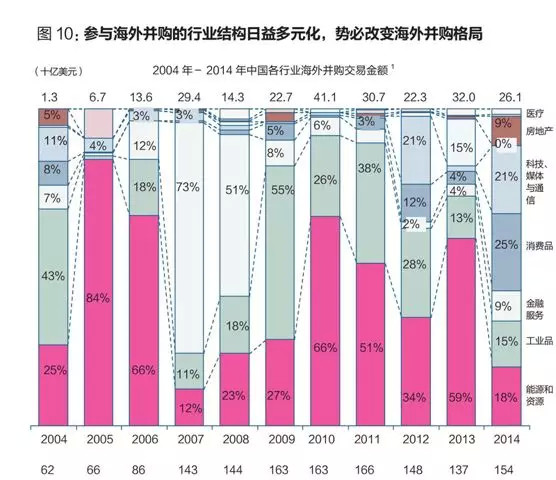 图 10：参与海外并购的行业结构日益多元化，势必改变海外并购格局
（十亿美元）
2004 年－ 2014 年中国各行业海外并购交易金额 1
1.3 6.7 13.6 29.4 14.3 22.7 41.1 30.7 22.3 32.0 26.1
5% 3% 3% 3% 9% 医疗
房地产
11% 4% 12% 5% 6% 21% 15% 0%
科技、
媒体
与通
信
8% 8% 4% 21%
7% 73% 51% 12% 4%
2% 25% 消费品
18% 55% 26% 38% 13%
43% 84% 28% 9% 金融
服务
18% 15% 工业品
66% 11% 66% 51% 59%
25% 12% 23% 27% 34% 18% 能源和
资源
2004 2005 2006 2007 2008 2009 2010 2011 2012 2013 2014
62 66 86 143 144 163 163 166 148 137 154